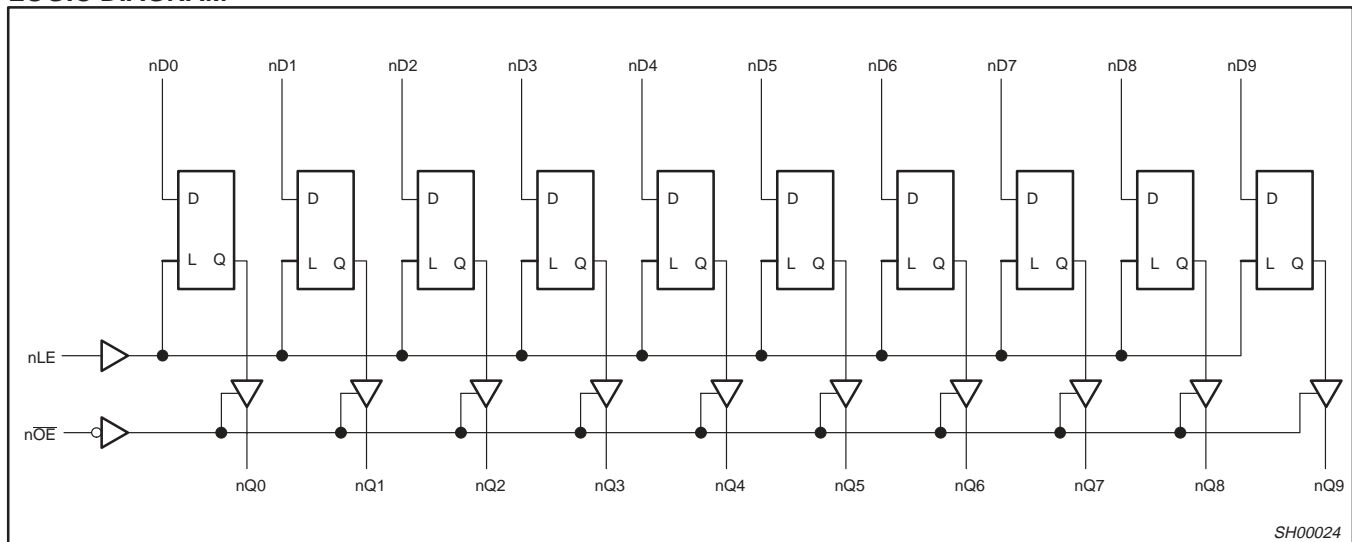 LOGIC DIAGRAM
nD0 nD1 nD2 nD3 nD4 nD5 nD6 nD7 nD8 nD9
D D D D D D D D D D
L Q L Q L Q L Q L Q L Q L Q L Q L Q L Q
nLE
nO̅E̅
nQ0 nQ1 nQ2 nQ3 nQ4 nQ5 nQ6 nQ7 nQ8 nQ9
SH00024